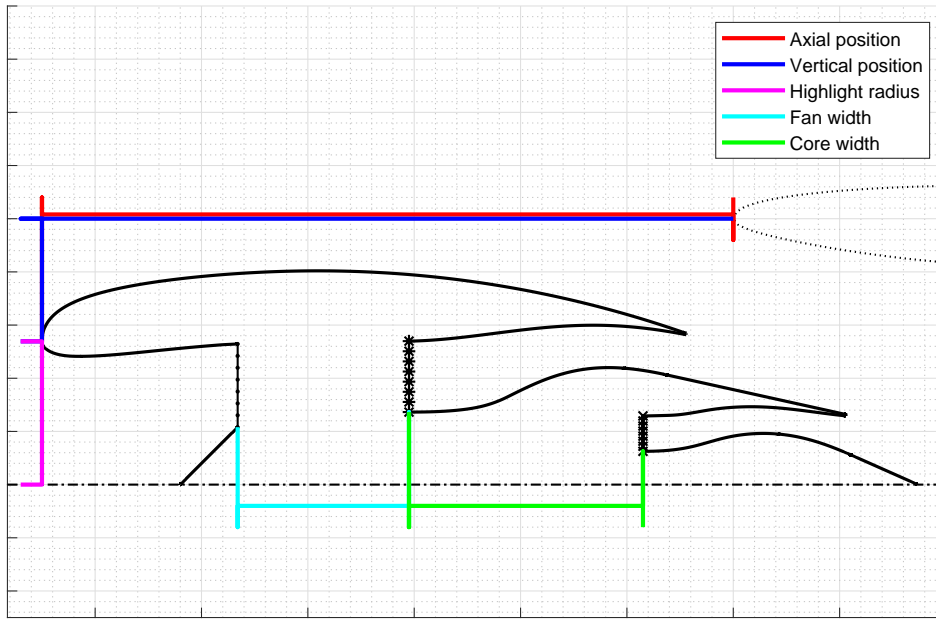 Axial position
Vertical position
Highlight radius
Fan width
Core width